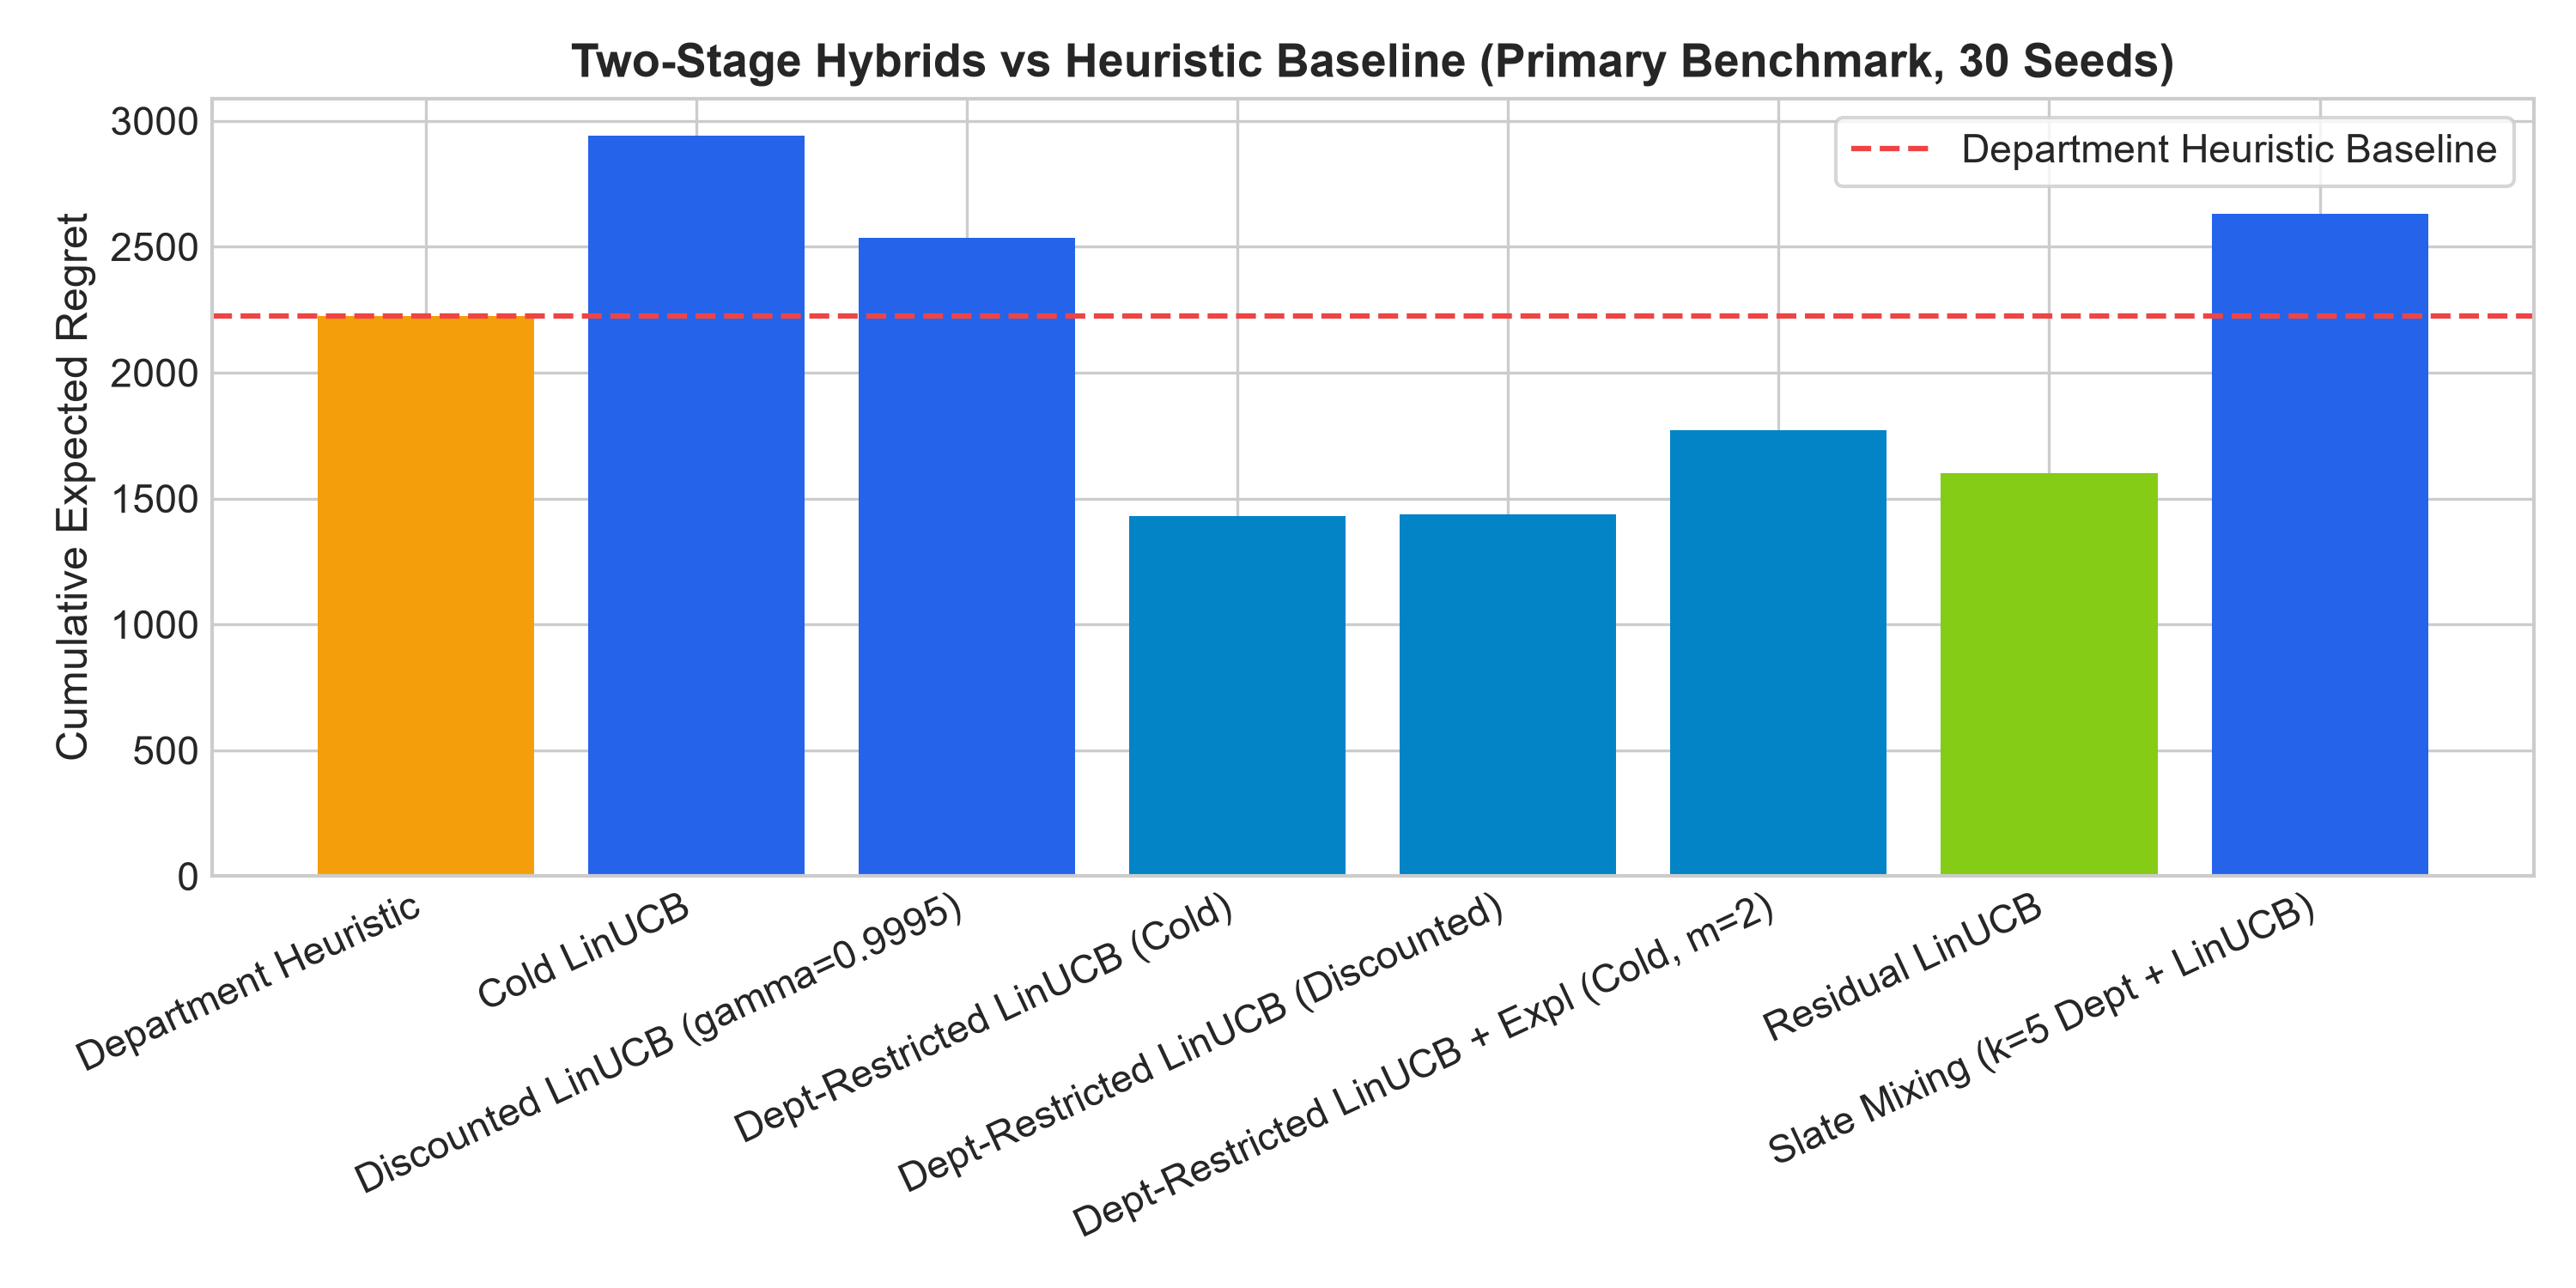 Two-Stage Hybrids vs Heuristic Baseline (Primary Benchmark, 30 Seeds)
Department Heuristic Baseline
Cumulative Expected Regret
3000
2500
2000
1500
1000
500
0
Department Heuristic
Cold LinUCB
Discounted LinUCB (gamma=0.9995)
Dept-Restricted LinUCB (Cold)
Dept-Restricted LinUCB (Discounted)
Dept-Restricted LinUCB + Expl (Cold, m=2)
Residual LinUCB
Slate Mixing (k=5 Dept + LinUCB)